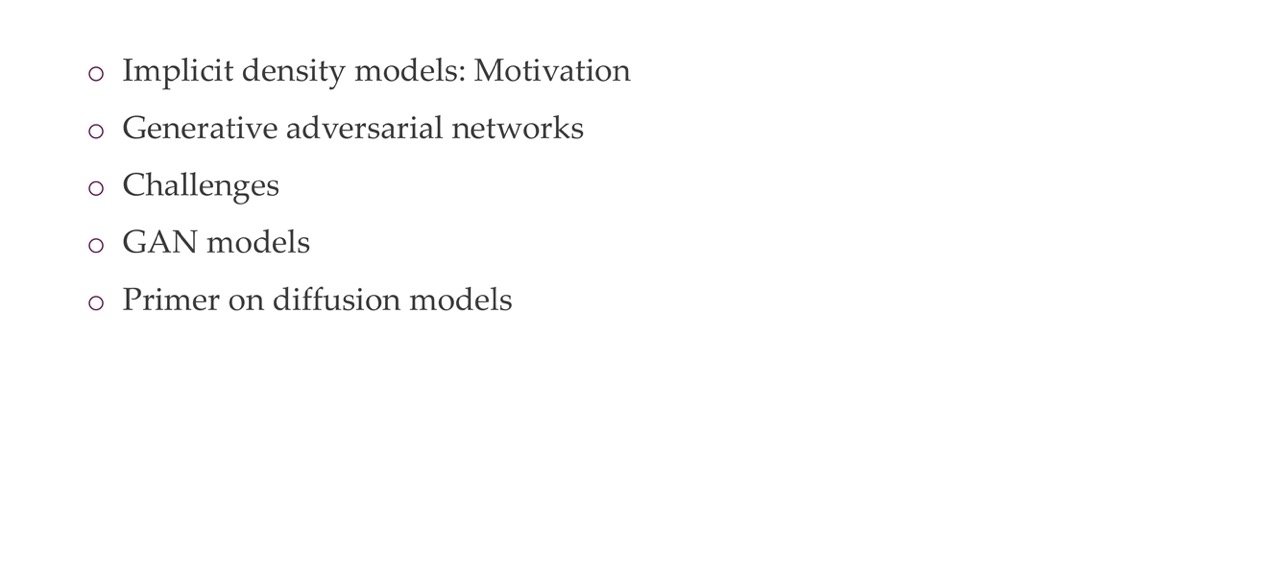 ○ Implicit density models: Motivation
○ Generative adversarial networks
○ Challenges
○ GAN models
○ Primer on diffusion models